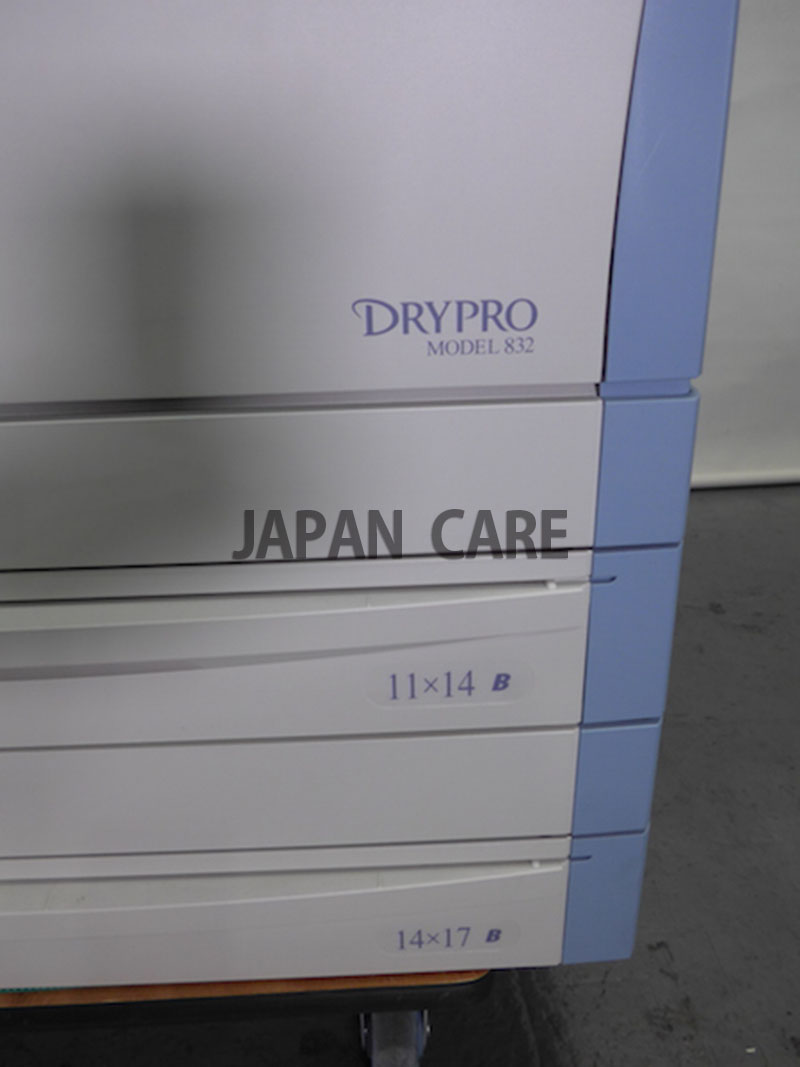 DRYPRO
MODEL 832
JAPAN CARE
11×14 B
14×17 B